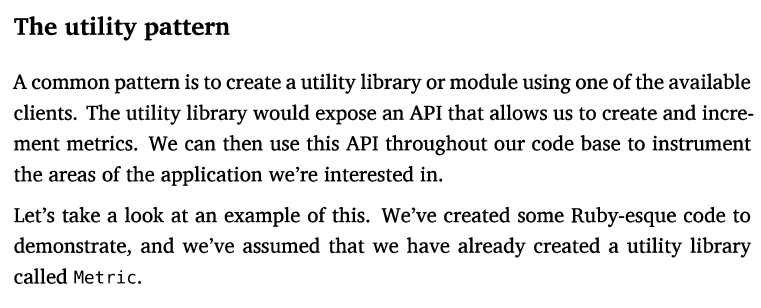 The utility pattern
A common pattern is to create a utility library or module using one of the available
clients. The utility library would expose an API that allows us to create and incre-
ment metrics. We can then use this API throughout our code base to instrument
the areas of the application we’re interested in.
Let’s take a look at an example of this. We’ve created some Ruby-esque code to
demonstrate, and we’ve assumed that we have already created a utility library
called Metric.